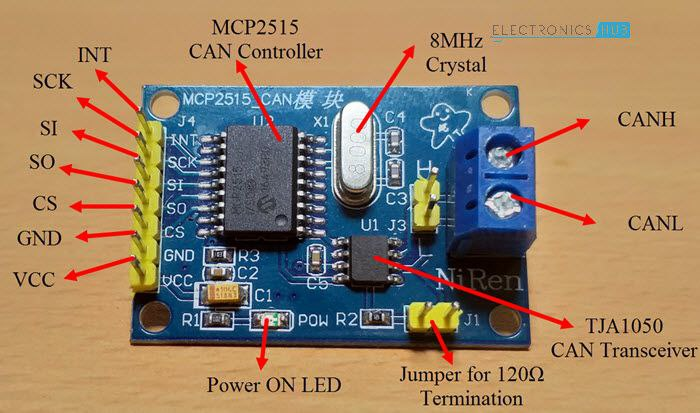 ELECTRONICS HUB
MCP2515
CAN Controller
8MHz
Crystal
INT
SCK
SI
SO
CS
GND
VCC
CANH
CANL
TJA1050
CAN Transceiver
Jumper for 120Ω
Termination
Power ON LED
MCP2515_CAN模块
J4
U2
X1
C4
K
INT
SCK
SI
SO
CS
GND
VCC
8.000
MCP2515
H
C3
J3
U1
R3
C2
C5
C1
NiRen
R1
POW
R2
J1